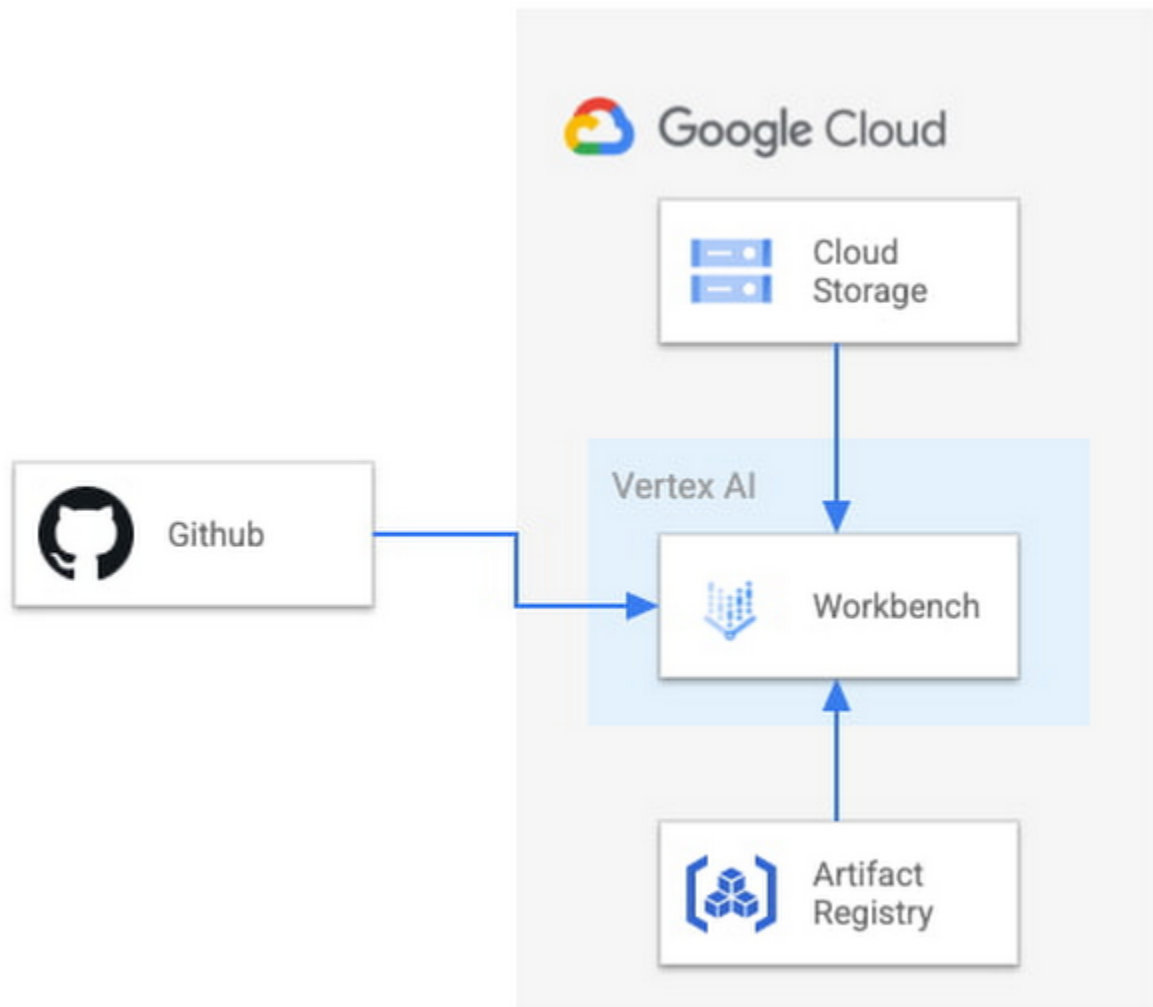 Google Cloud
Cloud
Storage
Vertex AI
Github
Workbench
Artifact
Registry